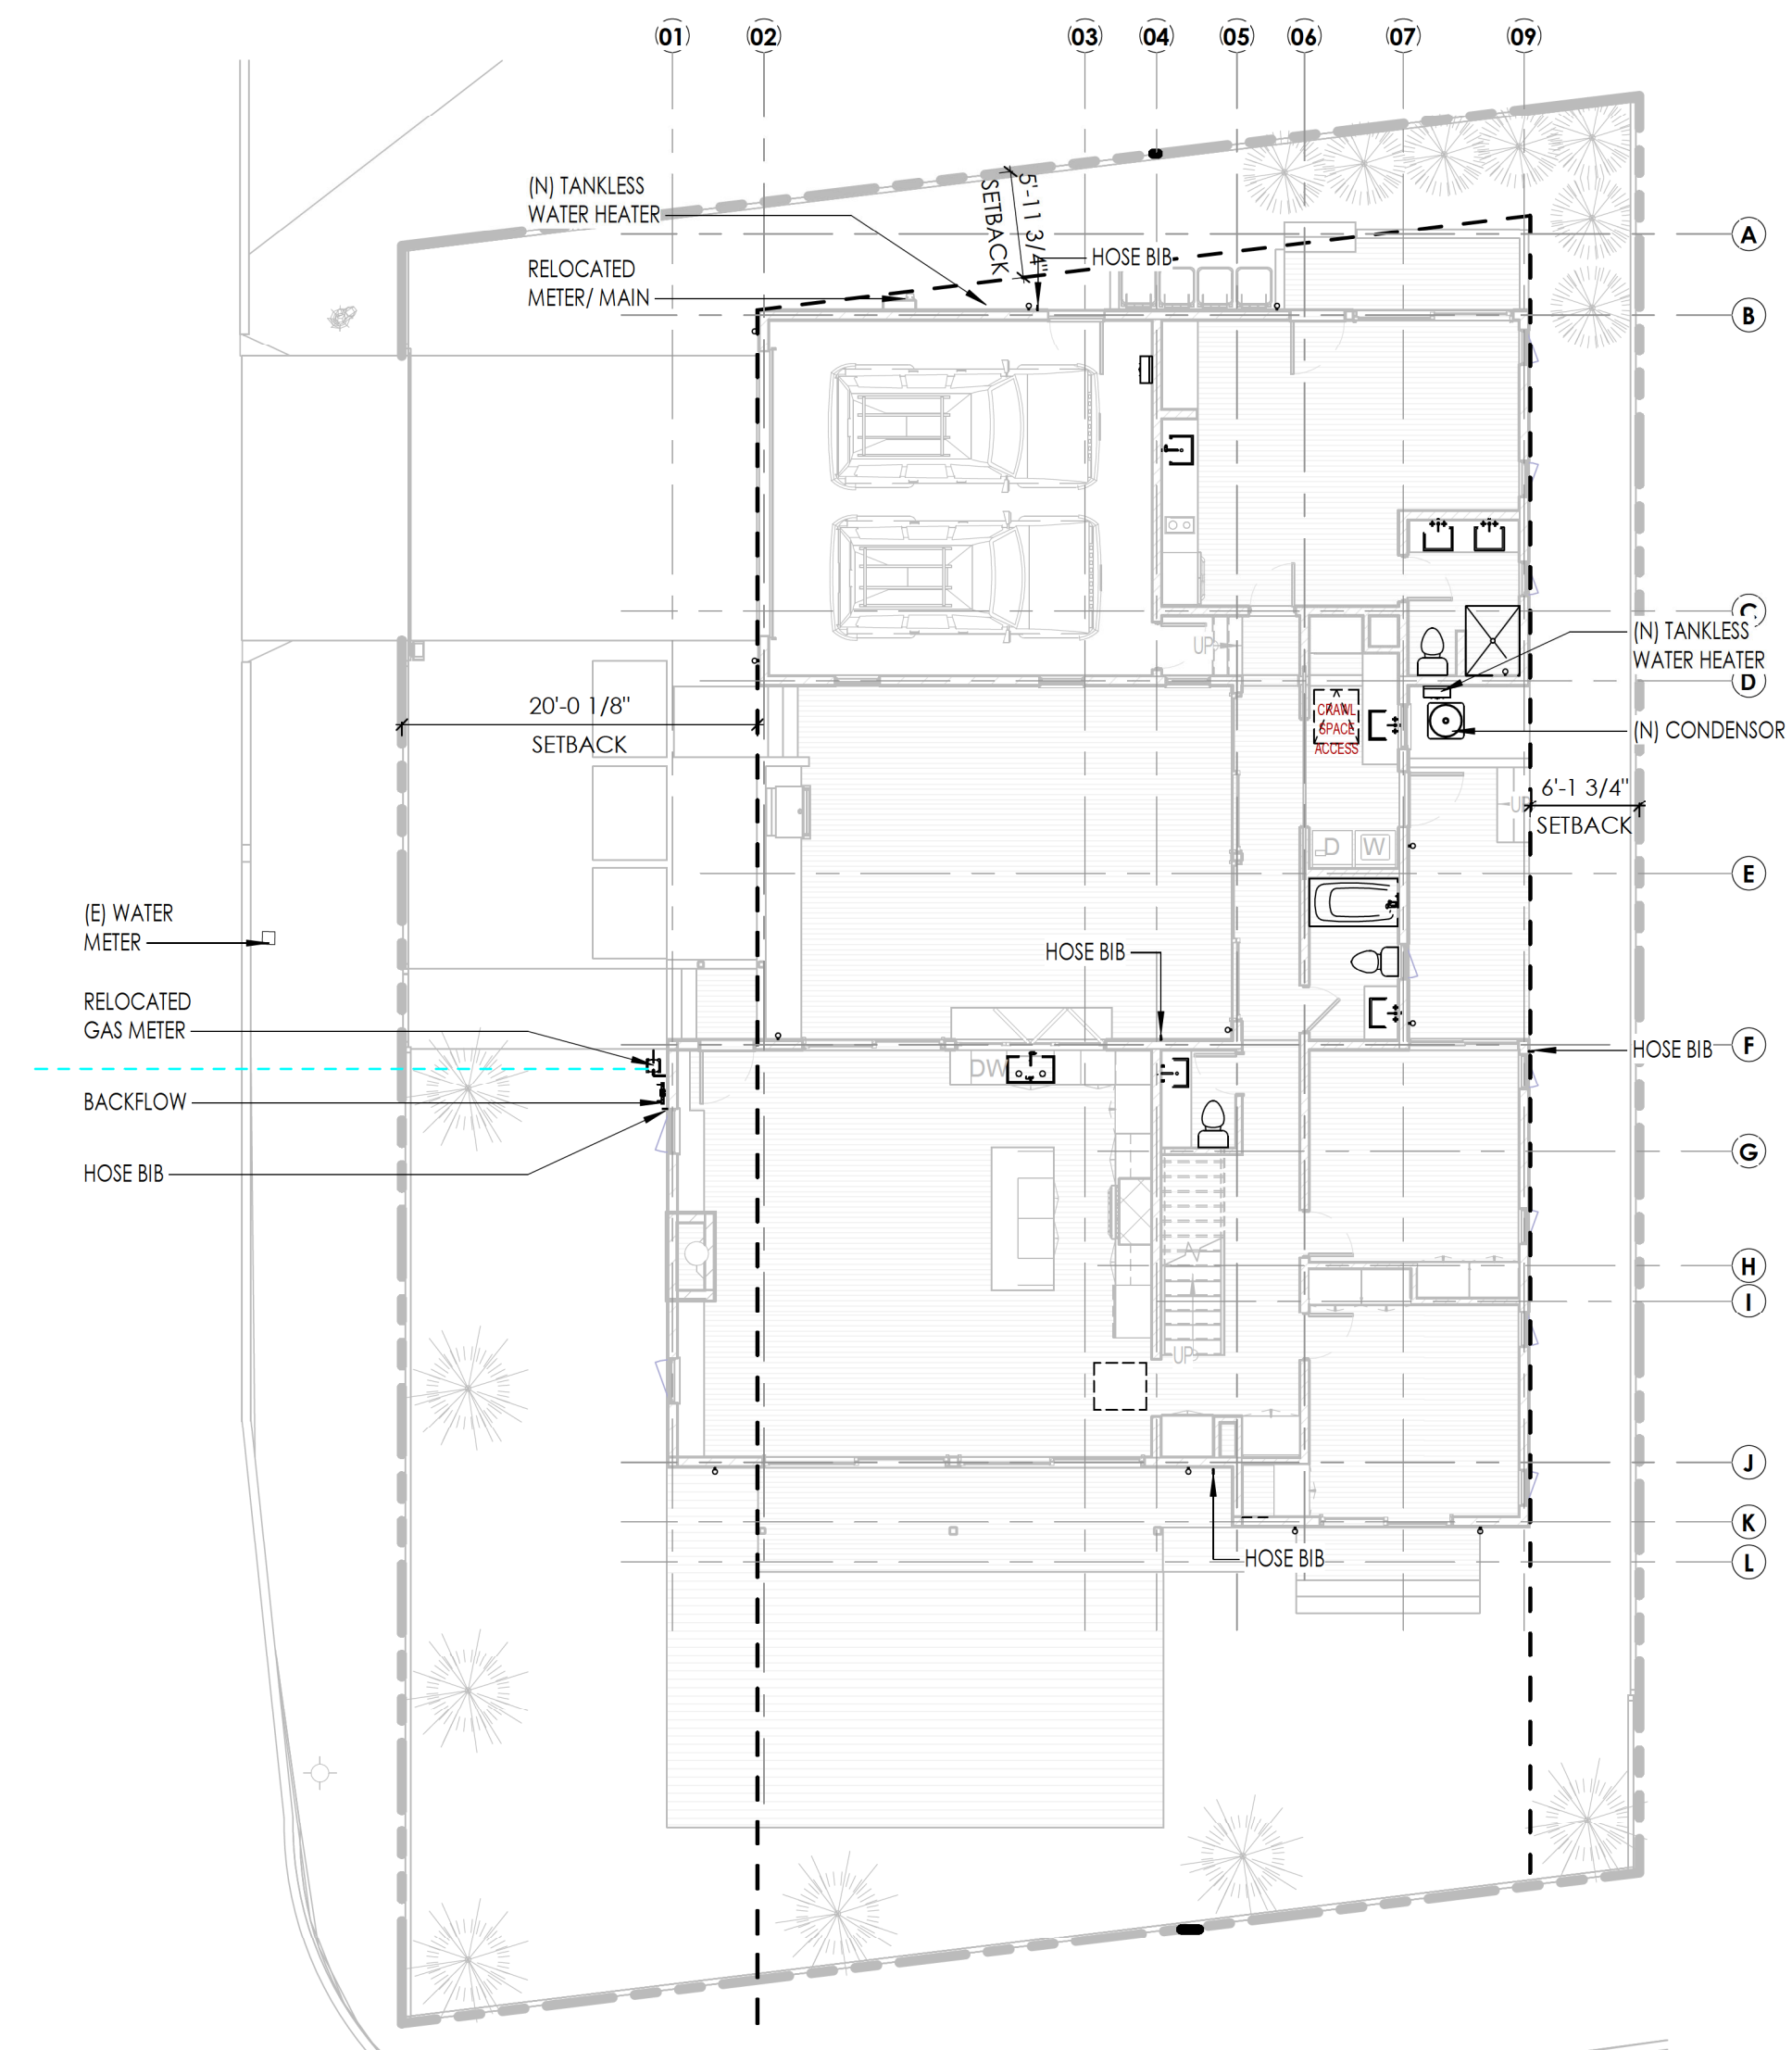 01
02
03
04
05
06
07
09
(N) TANKLESS
WATER HEATER
5'-11 3/4"
SETBACK
HOSE BIB
A
RELOCATED
METER/ MAIN
B
C
(N) TANKLESS
WATER HEATER
UP
D
20'-0 1/8"
SETBACK
CRAWL
SPACE
ACCESS
(N) CONDENSOR
6'-1 3/4"
UP
SETBACK
D
W
E
(E) WATER
METER
HOSE BIB
RELOCATED
GAS METER
F
HOSE BIB
DW
BACKFLOW
HOSE BIB
G
H
I
UP
J
K
HOSE BIB
L